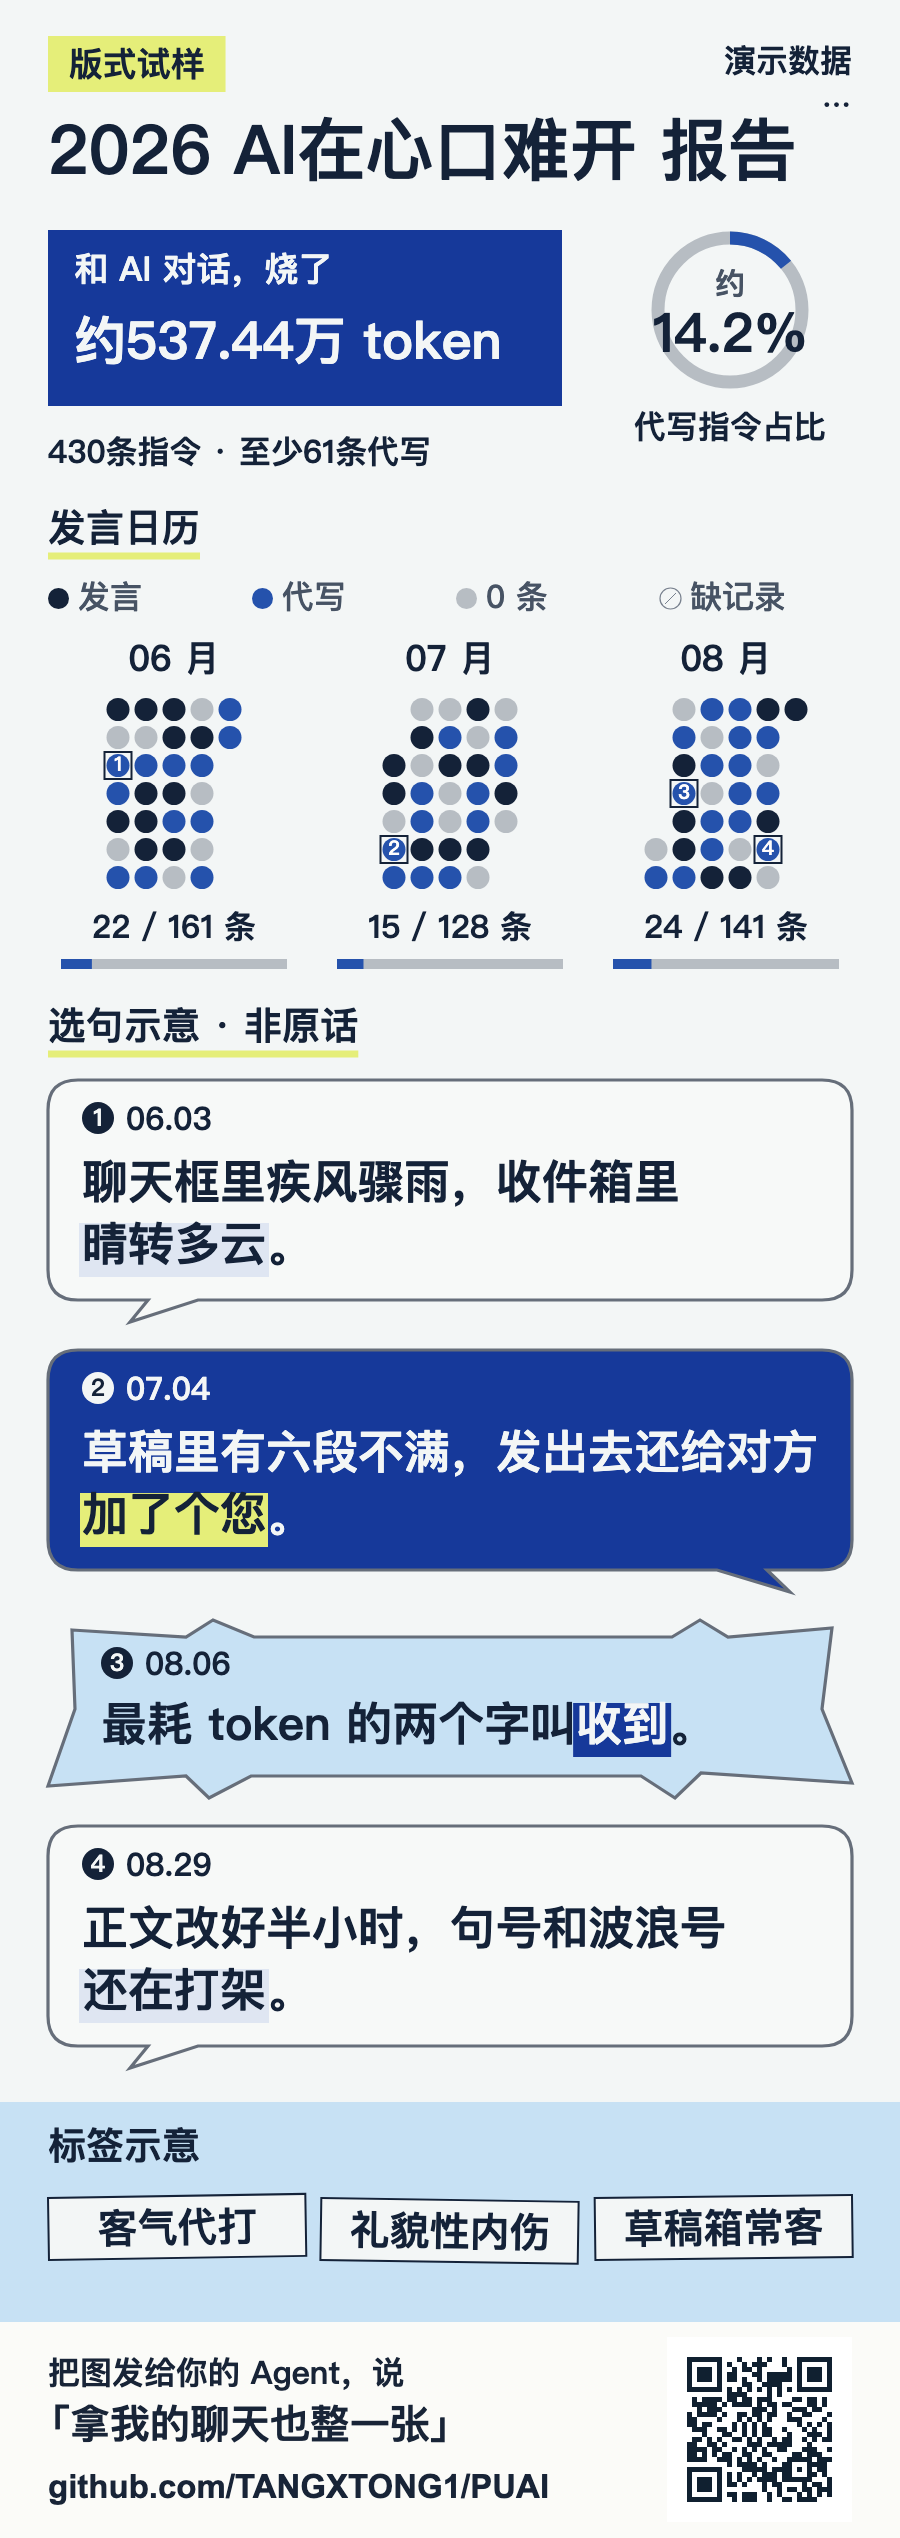 版式试样
演示数据
...
2026 AI在心口难开 报告
和 AI 对话，烧了
约537.44万 token
约
14.2%
代写指令占比
430条指令 · 至少61条代写
发言日历
发言 代写 0 条 缺记录
06 月 07 月 08 月
1
3
2
4
22 / 161 条 15 / 128 条 24 / 141 条
选句示意 · 非原话
1 06.03
聊天框里疾风骤雨，收件箱里
晴转多云。
2 07.04
草稿里有六段不满，发出去还给对方
加了个您。
3 08.06
最耗 token 的两个字叫收到。
4 08.29
正文改好半小时，句号和波浪号
还在打架。
标签示意
客气代打 礼貌性内伤 草稿箱常客
把图发给你的 Agent，说
「拿我的聊天也整一张」
github.com/TANGXTONG1/PUAI